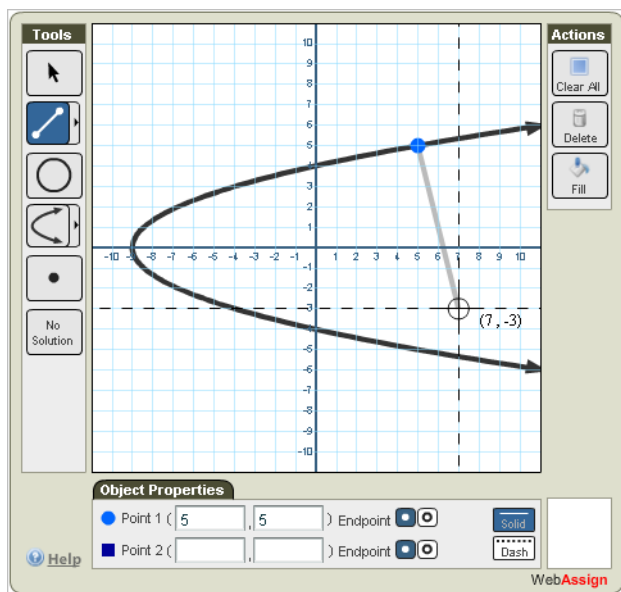 Tools
Actions
Clear All
Delete
Fill
No
Solution
10
9
8
7
6
5
4
3
2
1
-10 -9 -8 -7 -6 -5 -4 -3 -2 -1 1 2 3 4 5 6 7 8 9 10
-1
-2
-3
-4
-5
-6
-7
-8
-9
-10
(7, -3)
Object Properties
Point 1 ( 5 , 5 ) Endpoint Solid
Point 2 ( , ) Endpoint Dash
Help
WebAssign